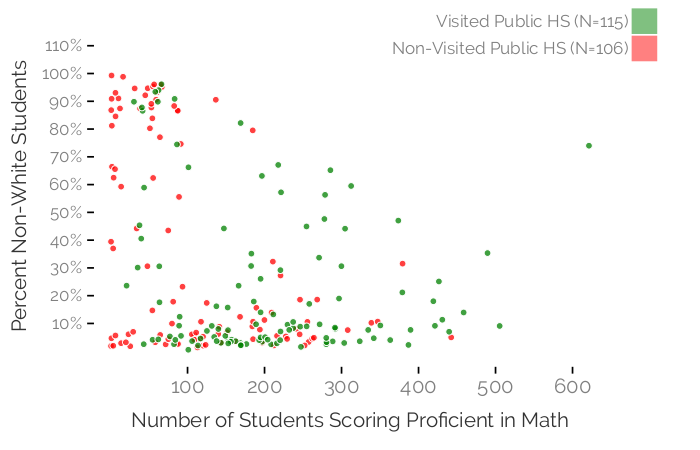 Visited Public HS (N=115)
Non-Visited Public HS (N=106)
Percent Non-White Students
110%
100%
90%
80%
70%
60%
50%
40%
30%
20%
10%
100 200 300 400 500 600
Number of Students Scoring Proficient in Math